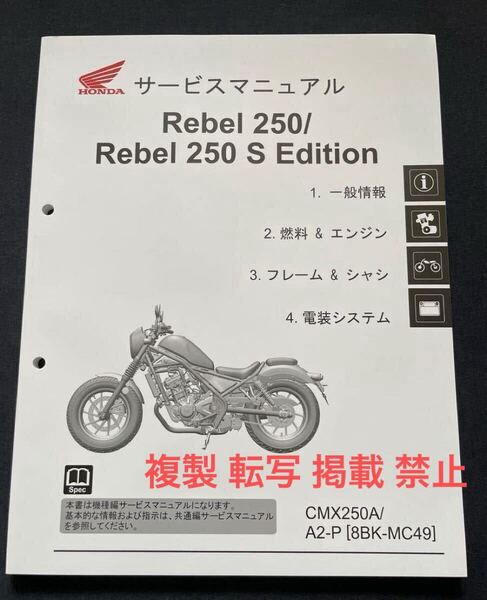 HONDA
サービスマニュアル
Rebel 250/
Rebel 250 S Edition
1. 一般情報
2. 燃料 & エンジン
3. フレーム & シャシ
4. 電装システム
複製 転写 掲載 禁止
Spec
本書は機種編サービスマニュアルになります。
基本的な情報および指示は、共通編サービスマニュアル
を参照してください。
CMX250A/
A2-P [8BK-MC49]